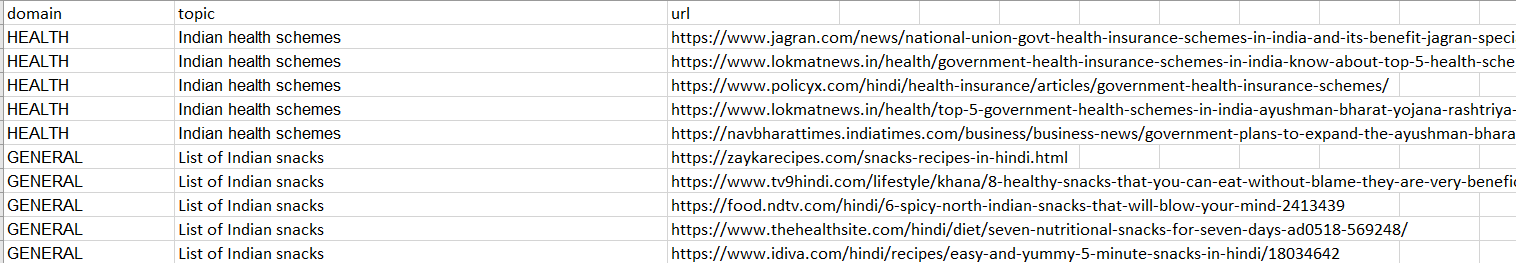 domain topic url
HEALTH Indian health schemes https://www.jagran.com/news/national-union-govt-health-insurance-schemes-in-india-and-its-benefit-jagran-speci
HEALTH Indian health schemes https://www.lokmatnews.in/health/government-health-insurance-schemes-in-india-know-about-top-5-health-sche
HEALTH Indian health schemes https://www.policyx.com/hindi/health-insurance/articles/government-health-insurance-schemes/
HEALTH Indian health schemes https://www.lokmatnews.in/health/top-5-government-health-schemes-in-india-ayushman-bharat-yojana-rashtriya-
HEALTH Indian health schemes https://navbharattimes.indiatimes.com/business/business-news/government-plans-to-expand-the-ayushman-bhara
GENERAL List of Indian snacks https://zaykarecipes.com/snacks-recipes-in-hindi.html
GENERAL List of Indian snacks https://www.tv9hindi.com/lifestyle/khana/8-healthy-snacks-that-you-can-eat-without-blame-they-are-very-benefic
GENERAL List of Indian snacks https://food.ndtv.com/hindi/6-spicy-north-indian-snacks-that-will-blow-your-mind-2413439
GENERAL List of Indian snacks https://www.thehealthsite.com/hindi/diet/seven-nutritional-snacks-for-seven-days-ad0518-569248/
GENERAL List of Indian snacks https://www.idiva.com/hindi/recipes/easy-and-yummy-5-minute-snacks-in-hindi/18034642